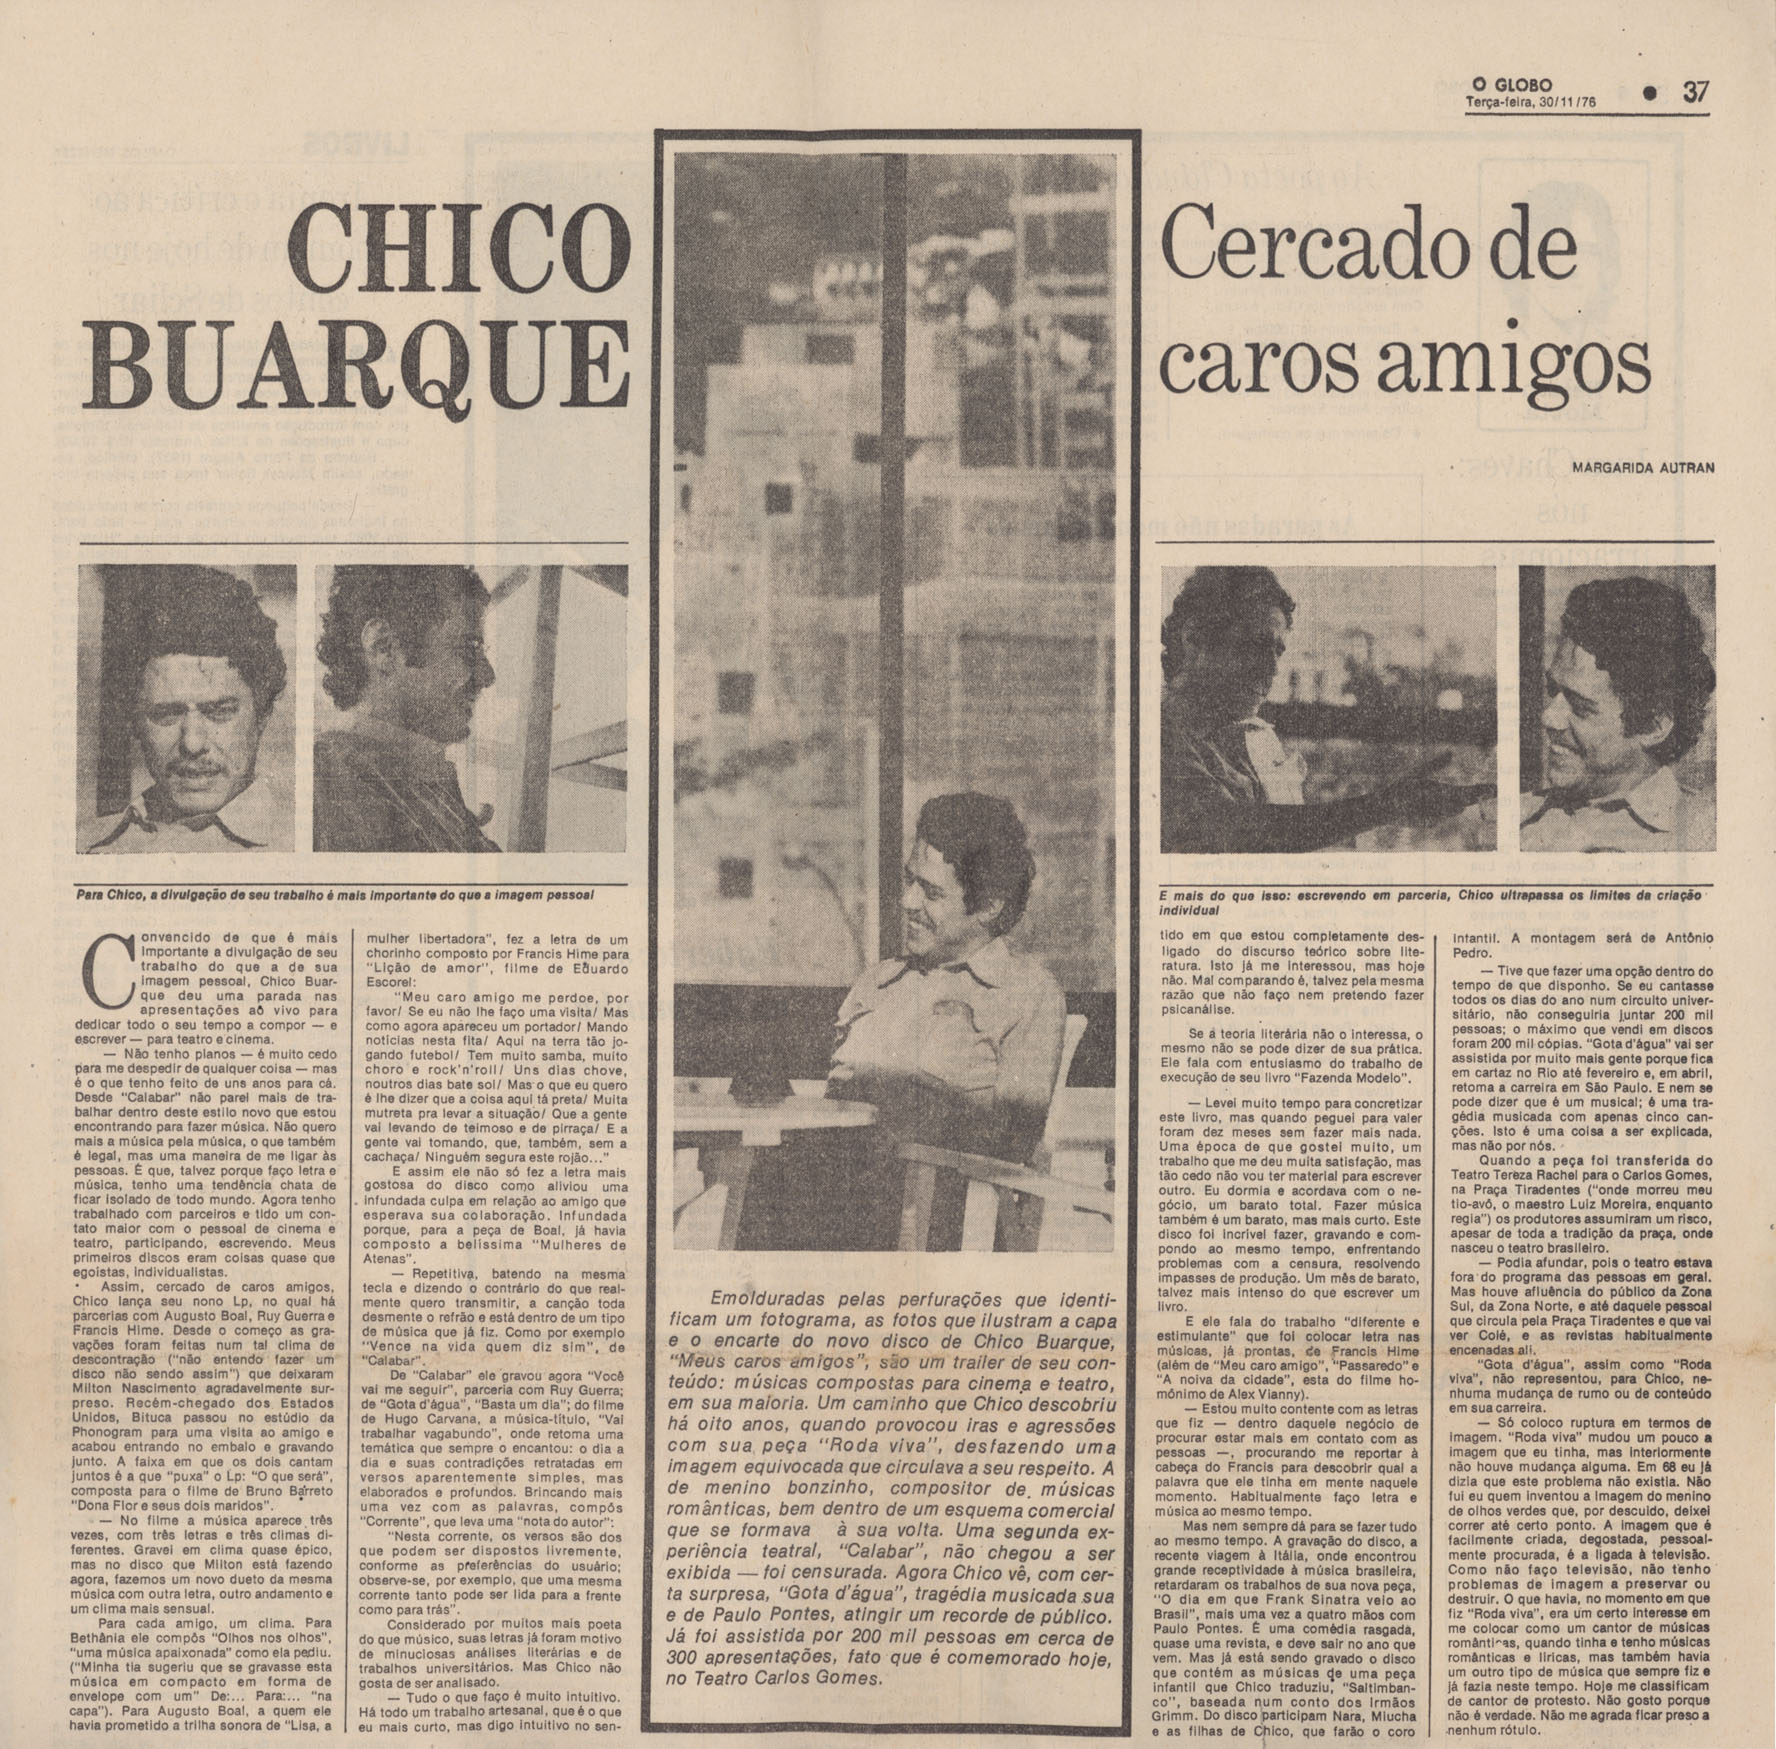 O GLOBO
Terça-feira, 30/11/76
• 37
CHICO
BUARQUE
Cercado de
caros amigos
MARGARIDA AUTRAN
Para Chico, a divulgação de seu trabalho é mais importante do que a imagem pessoal
E mais do que isso: escrevendo em parceria, Chico ultrapassa os limites da criação
individual
Convencido de que é mais
importante a divulgação de seu
trabalho do que a de sua
imagem pessoal, Chico Buar-
que deu uma parada nas
apresentações ao vivo para
dedicar todo o seu tempo a compor — e
escrever — para teatro e cinema.
— Não tenho planos — é muito cedo
para me despedir de qualquer coisa — mas
é o que tenho feito de uns anos para cá.
Desde "Calabar" não parei mais de tra-
balhar dentro deste estilo novo que estou
encontrando para fazer música. Não quero
mais a música pela música, o que também
é legal, mas uma maneira de me ligar às
pessoas. É que, talvez porque faço letra e
música, tenho uma tendência chata de
ficar isolado de todo mundo. Agora tenho
trabalhado com parceiros e tido um con-
tato maior com o pessoal de cinema e
teatro, participando, escrevendo. Meus
primeiros discos eram coisas quase que
egoistas, individualistas.
Assim, cercado de caros amigos,
Chico lança seu nono Lp, no qual há
parcerias com Augusto Boal, Ruy Guerra e
Francis Hime. Desde o começo as gra-
vações foram feitas num tal clima de
descontração ("não entendo fazer um
disco não sendo assim") que deixaram
Milton Nascimento agradavelmente sur-
preso. Recém-chegado dos Estados
Unidos, Bituca passou no estúdio da
Phonogram para uma visita ao amigo e
acabou entrando no embalo e gravando
junto. A faixa em que os dois cantam
juntos é a que "puxa" o Lp: "O que será",
composta para o filme de Bruno Barreto
"Dona Flor e seus dois maridos".
— No filme a música aparece três
vezes, com três letras e três climas di-
ferentes. Gravei em clima quase épico,
mas no disco que Milton está fazendo
agora, fazemos um novo dueto da mesma
música com outra letra, outro andamento e
um clima mais sensual.
Para cada amigo, um clima. Para
Bethânia ele compôs "Olhos nos olhos",
"uma música apaixonada" como ela pediu.
("Minha tia sugeriu que se gravasse esta
música em compacto em forma de
envelope com um" De:... Para:... "na
capa"). Para Augusto Boal, a quem ele
havia prometido a trilha sonora de "Lisa, a
mulher libertadora", fez a letra de um
chorinho composto por Francis Hime para
"Lição de amor", filme de Eduardo
Escorel:
"Meu caro amigo me perdoe, por
favor/ Se eu não lhe faço uma visita/ Mas
como agora apareceu um portador/ Mando
notícias nesta fita/ Aqui na terra tão jo-
gando futebol/ Tem muito samba, muito
choro e rock'n'roll/ Uns dias chove,
noutros dias bate sol/ Mas o que eu quero
é lhe dizer que a coisa aqui tá preta/ Muita
mutreta pra levar a situação/ Que a gente
vai levando de teimoso e de pirraça/ E a
gente vai tomando, que, também, sem a
cachaça/ Ninguém segura este rojão..."
E assim ele não só fez a letra mais
gostosa do disco como aliviou uma
infundada culpa em relação ao amigo que
esperava sua colaboração. Infundada
porque, para a peça de Boal, já havia
composto a belíssima "Mulheres de
Atenas".
— Repetitiva, batendo na mesma
tecla e dizendo o contrário do que real-
mente quero transmitir, a canção toda
desmente o refrão e está dentro de um tipo
de música que já fiz. Como por exemplo
"Vence na vida quem diz sim", de
"Calabar".
De "Calabar" ele gravou agora "Você
vai me seguir", parceria com Ruy Guerra;
de "Gota d'água", "Basta um dia"; do filme
de Hugo Carvana, a música-título, "Vai
trabalhar vagabundo", onde retoma uma
temática que sempre o encantou: o dia a
dia e suas contradições retratadas em
versos aparentemente simples, mas
elaborados e profundos. Brincando mais
uma vez com as palavras, compôs
"Corrente", que leva uma "nota do autor":
"Nesta corrente, os versos são dos
que podem ser dispostos livremente,
conforme as preferências do usuário;
observe-se, por exemplo, que uma mesma
corrente tanto pode ser lida para a frente
como para trás".
Considerado por muitos mais poeta
do que músico, suas letras já foram motivo
de minuciosas análises literárias e de
trabalhos universitários. Mas Chico não
gosta de ser analisado.
— Tudo o que faço é muito intuitivo.
Há todo um trabalho artesanal, que é o que
eu mais curto, mas digo intuitivo no sen-
Emolduradas pelas perfurações que identi-
ficam um fotograma, as fotos que ilustram a capa
e o encarte do novo disco de Chico Buarque,
"Meus caros amigos", são um trailer de seu con-
teúdo: músicas compostas para cinema e teatro,
em sua maioria. Um caminho que Chico descobriu
há oito anos, quando provocou iras e agressões
com sua peça "Roda viva", desfazendo uma
imagem equivocada que circulava a seu respeito. A
de menino bonzinho, compositor de músicas
românticas, bem dentro de um esquema comercial
que se formava à sua volta. Uma segunda ex-
periência teatral, "Calabar", não chegou a ser
exibida — foi censurada. Agora Chico vê, com cer-
ta surpresa, "Gota d'água", tragédia musicada sua
e de Paulo Pontes, atingir um recorde de público.
Já foi assistida por 200 mil pessoas em cerca de
300 apresentações, fato que é comemorado hoje,
no Teatro Carlos Gomes.
tido em que estou completamente des-
ligado do discurso teórico sobre lite-
ratura. Isto já me interessou, mas hoje
não. Mal comparando é, talvez pela mesma
razão que não faço nem pretendo fazer
psicanálise.
Se a teoria literária não o interessa, o
mesmo não se pode dizer de sua prática.
Ele fala com entusiasmo do trabalho de
execução de seu livro "Fazenda Modelo".
— Levei muito tempo para concretizar
este livro, mas quando peguei para valer
foram dez meses sem fazer mais nada.
Uma época de que gostei muito, um
trabalho que me deu muita satisfação, mas
tão cedo não vou ter material para escrever
outro. Eu dormia e acordava com o ne-
gócio, um barato total. Fazer música
também é um barato, mas mais curto. Este
disco foi incrível fazer, gravando e com-
pondo ao mesmo tempo, enfrentando
problemas com a censura, resolvendo
impasses de produção. Um mês de barato,
talvez mais intenso do que escrever um
livro.
E ele fala do trabalho "diferente e
estimulante" que foi colocar letra nas
músicas, já prontas, de Francis Hime
(além de "Meu caro amigo", "Passaredo" e
"A noiva da cidade", esta do filme ho-
mônimo de Alex Vianny).
— Estou muito contente com as letras
que fiz — dentro daquele negócio de
procurar estar mais em contato com as
pessoas —, procurando me reportar à
cabeça do Francis para descobrir qual a
palavra que ele tinha em mente naquele
momento. Habitualmente faço letra e
música ao mesmo tempo.
Mas nem sempre dá para se fazer tudo
ao mesmo tempo. A gravação do disco, a
recente viagem à Itália, onde encontrou
grande receptividade à música brasileira,
retardaram os trabalhos de sua nova peça,
"O dia em que Frank Sinatra veio ao
Brasil", mais uma vez a quatro mãos com
Paulo Pontes. É uma comédia rasgada,
quase uma revista, e deve sair no ano que
vem. Mas já está sendo gravado o disco
que contém as músicas de uma peça
infantil que Chico traduziu, "Saltimban-
co", baseada num conto dos Irmãos
Grimm. Do disco participam Nara, Miucha
e as filhas de Chico, que farão o coro
infantil. A montagem será de Antônio
Pedro.
— Tive que fazer uma opção dentro do
tempo de que disponho. Se eu cantasse
todos os dias do ano num circuito univer-
sitário, não conseguiria juntar 200 mil
pessoas; o máximo que vendi em discos
foram 200 mil cópias. "Gota d'água" vai ser
assistida por muito mais gente porque fica
em cartaz no Rio até fevereiro e, em abril,
retoma a carreira em São Paulo. E nem se
pode dizer que é um musical; é uma tra-
gédia musicada com apenas cinco can-
ções. Isto é uma coisa a ser explicada,
mas não por nós.
Quando a peça foi transferida do
Teatro Tereza Rachel para o Carlos Gomes,
na Praça Tiradentes ("onde morreu meu
tio-avô, o maestro Luiz Moreira, enquanto
regia") os produtores assumiram um risco,
apesar de toda a tradição da praça, onde
nasceu o teatro brasileiro.
— Podia afundar, pois o teatro estava
fora do programa das pessoas em geral.
Mas houve afluência do público da Zona
Sul, da Zona Norte, e até daquele pessoal
que circula pela Praça Tiradentes e que vai
ver Colé, e as revistas habitualmente
encenadas ali.
"Gota d'água", assim como "Roda
viva", não representou, para Chico, ne-
nhuma mudança de rumo ou de conteúdo
em sua carreira.
— Só coloco ruptura em termos de
imagem. "Roda viva" mudou um pouco a
imagem que eu tinha, mas interiormente
não houve mudança alguma. Em 68 eu já
dizia que este problema não existia. Não
fui eu quem inventou a imagem do menino
de olhos verdes que, por descuido, deixei
correr até certo ponto. A imagem que é
facilmente criada, degostada, pessoal-
mente procurada, é a ligada à televisão.
Como não faço televisão, não tenho
problemas de imagem a preservar ou
destruir. O que havia, no momento em que
fiz "Roda viva", era um certo interesse em
me colocar como um cantor de músicas
românticas, quando tinha e tenho músicas
românticas e líricas, mas também havia
um outro tipo de música que sempre fiz e
já fazia neste tempo. Hoje me classificam
de cantor de protesto. Não gosto porque
não é verdade. Não me agrada ficar preso a
nenhum rótulo.